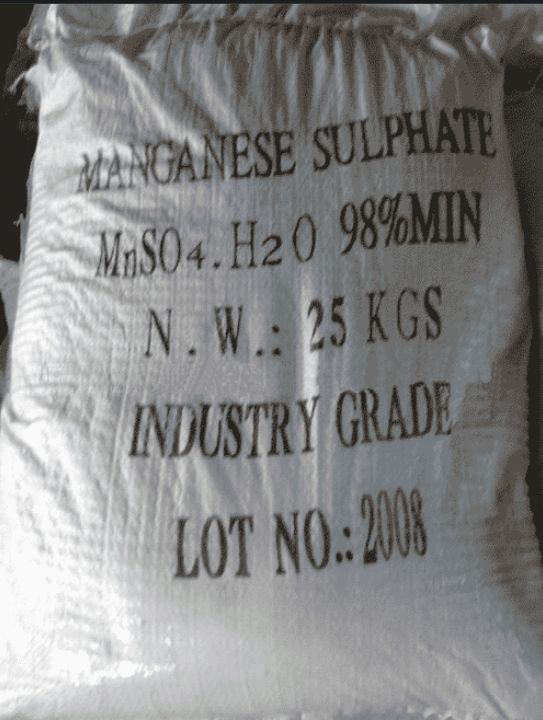 MANGANESE SULPHATE
MnSO4.H2O 98%MIN
N.W.: 25 KGS
INDUSTRY GRADE
LOT NO.:2008